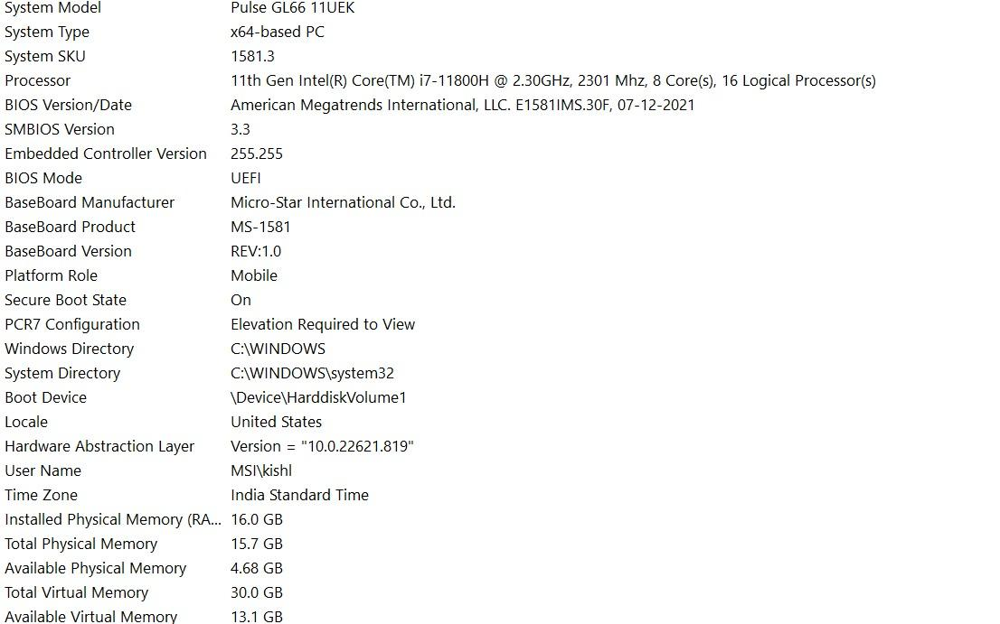 System Model Pulse GL66 11UEK
System Type x64-based PC
System SKU 1581.3
Processor 11th Gen Intel(R) Core(TM) i7-11800H @ 2.30GHz, 2301 Mhz, 8 Core(s), 16 Logical Processor(s)
BIOS Version/Date American Megatrends International, LLC. E1581IMS.30F, 07-12-2021
SMBIOS Version 3.3
Embedded Controller Version 255.255
BIOS Mode UEFI
BaseBoard Manufacturer Micro-Star International Co., Ltd.
BaseBoard Product MS-1581
BaseBoard Version REV:1.0
Platform Role Mobile
Secure Boot State On
PCR7 Configuration Elevation Required to View
Windows Directory C:\WINDOWS
System Directory C:\WINDOWS\system32
Boot Device \Device\HarddiskVolume1
Locale United States
Hardware Abstraction Layer Version = "10.0.22621.819"
User Name MSI\kishl
Time Zone India Standard Time
Installed Physical Memory (RA... 16.0 GB
Total Physical Memory 15.7 GB
Available Physical Memory 4.68 GB
Total Virtual Memory 30.0 GB
Available Virtual Memory 13.1 GB